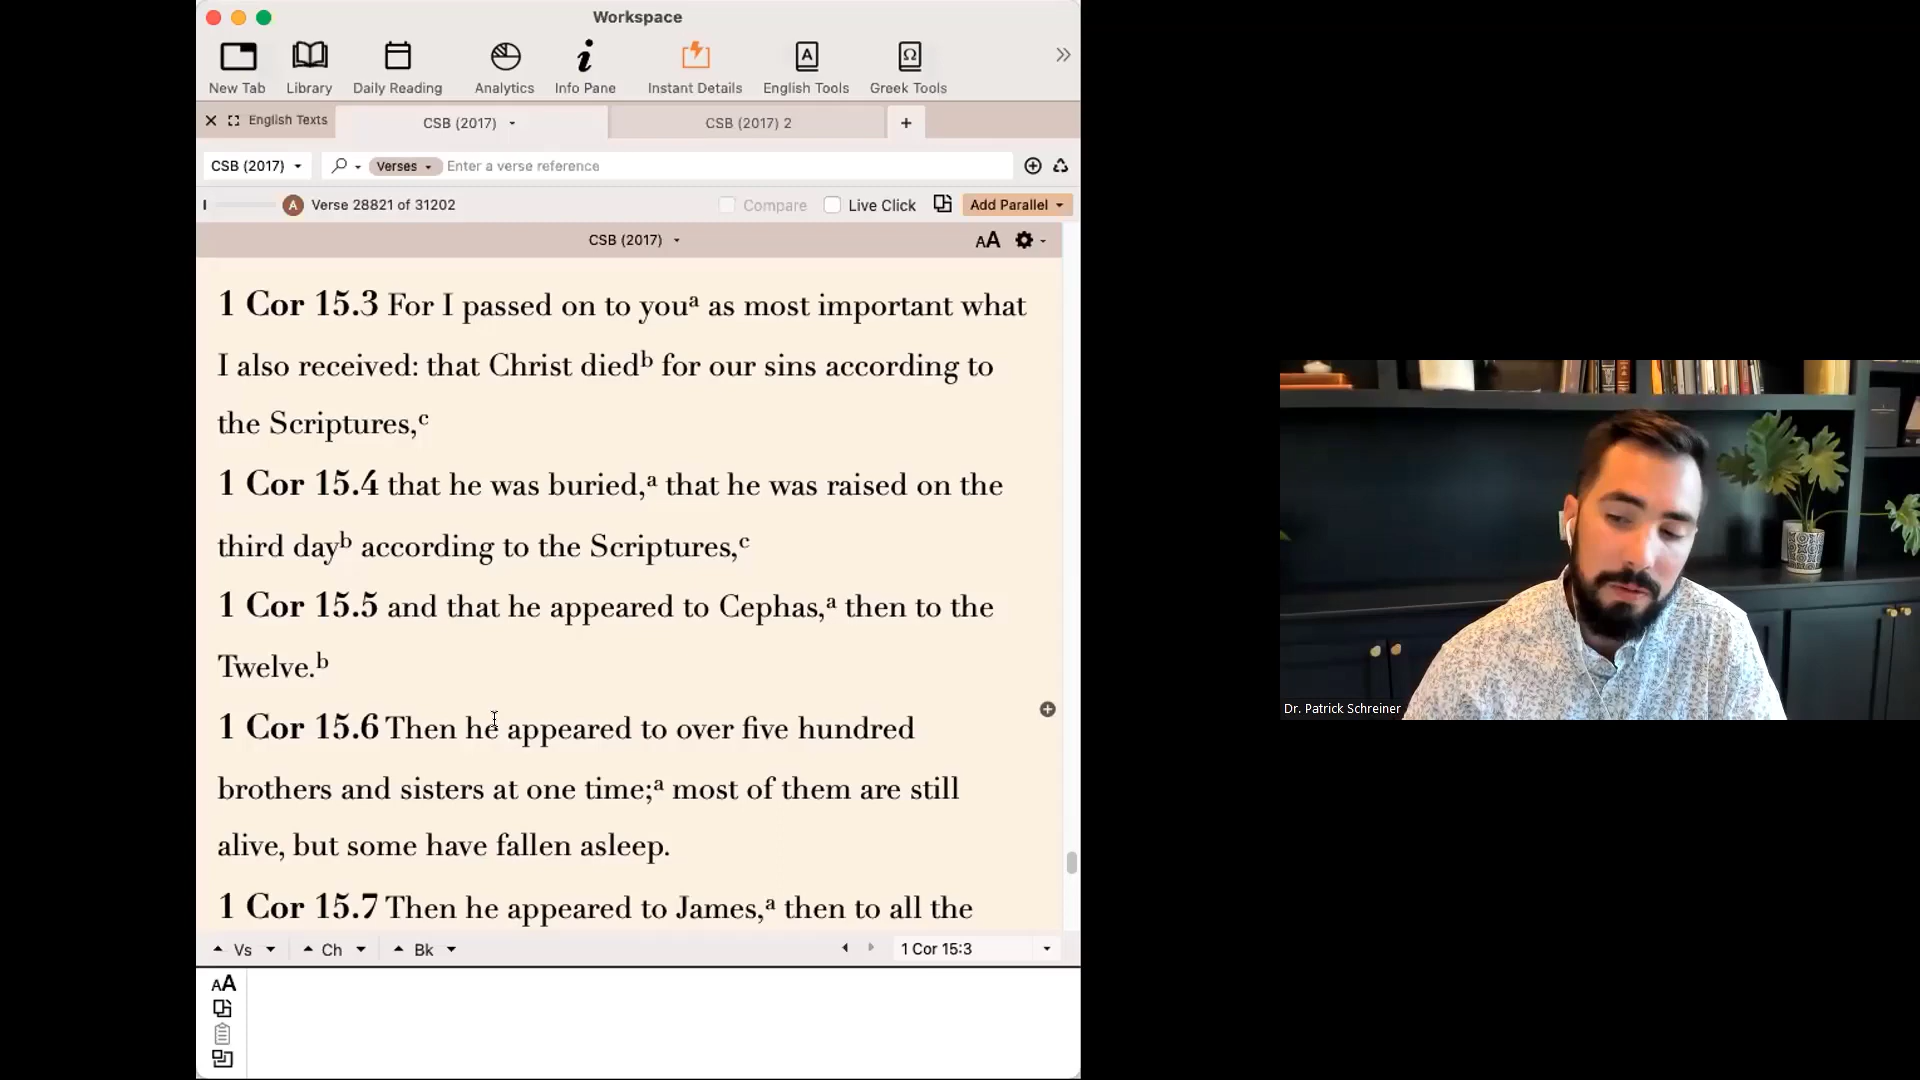 Workspace
New Tab
Library
Daily Reading
Analytics
Info Pane
Instant Details
English Tools
Greek Tools
English Texts
CSB (2017)
CSB (2017) 2
CSB (2017)
Verses
Enter a verse reference
A
Verse 28821 of 31202
Compare
Live Click
Add Parallel
CSB (2017)
AA
1 Cor 15.3 For I passed on to youᵃ as most important what
I also received: that Christ diedᵇ for our sins according to
the Scriptures,ᶜ
1 Cor 15.4 that he was buried,ᵃ that he was raised on the
third dayᵇ according to the Scriptures,ᶜ
1 Cor 15.5 and that he appeared to Cephas,ᵃ then to the
Twelve.ᵇ
1 Cor 15.6 Then he appeared to over five hundred
brothers and sisters at one time;ᵃ most of them are still
alive, but some have fallen asleep.
1 Cor 15.7 Then he appeared to James,ᵃ then to all the
Vs
Ch
Bk
1 Cor 15:3
AA
Dr. Patrick Schreiner